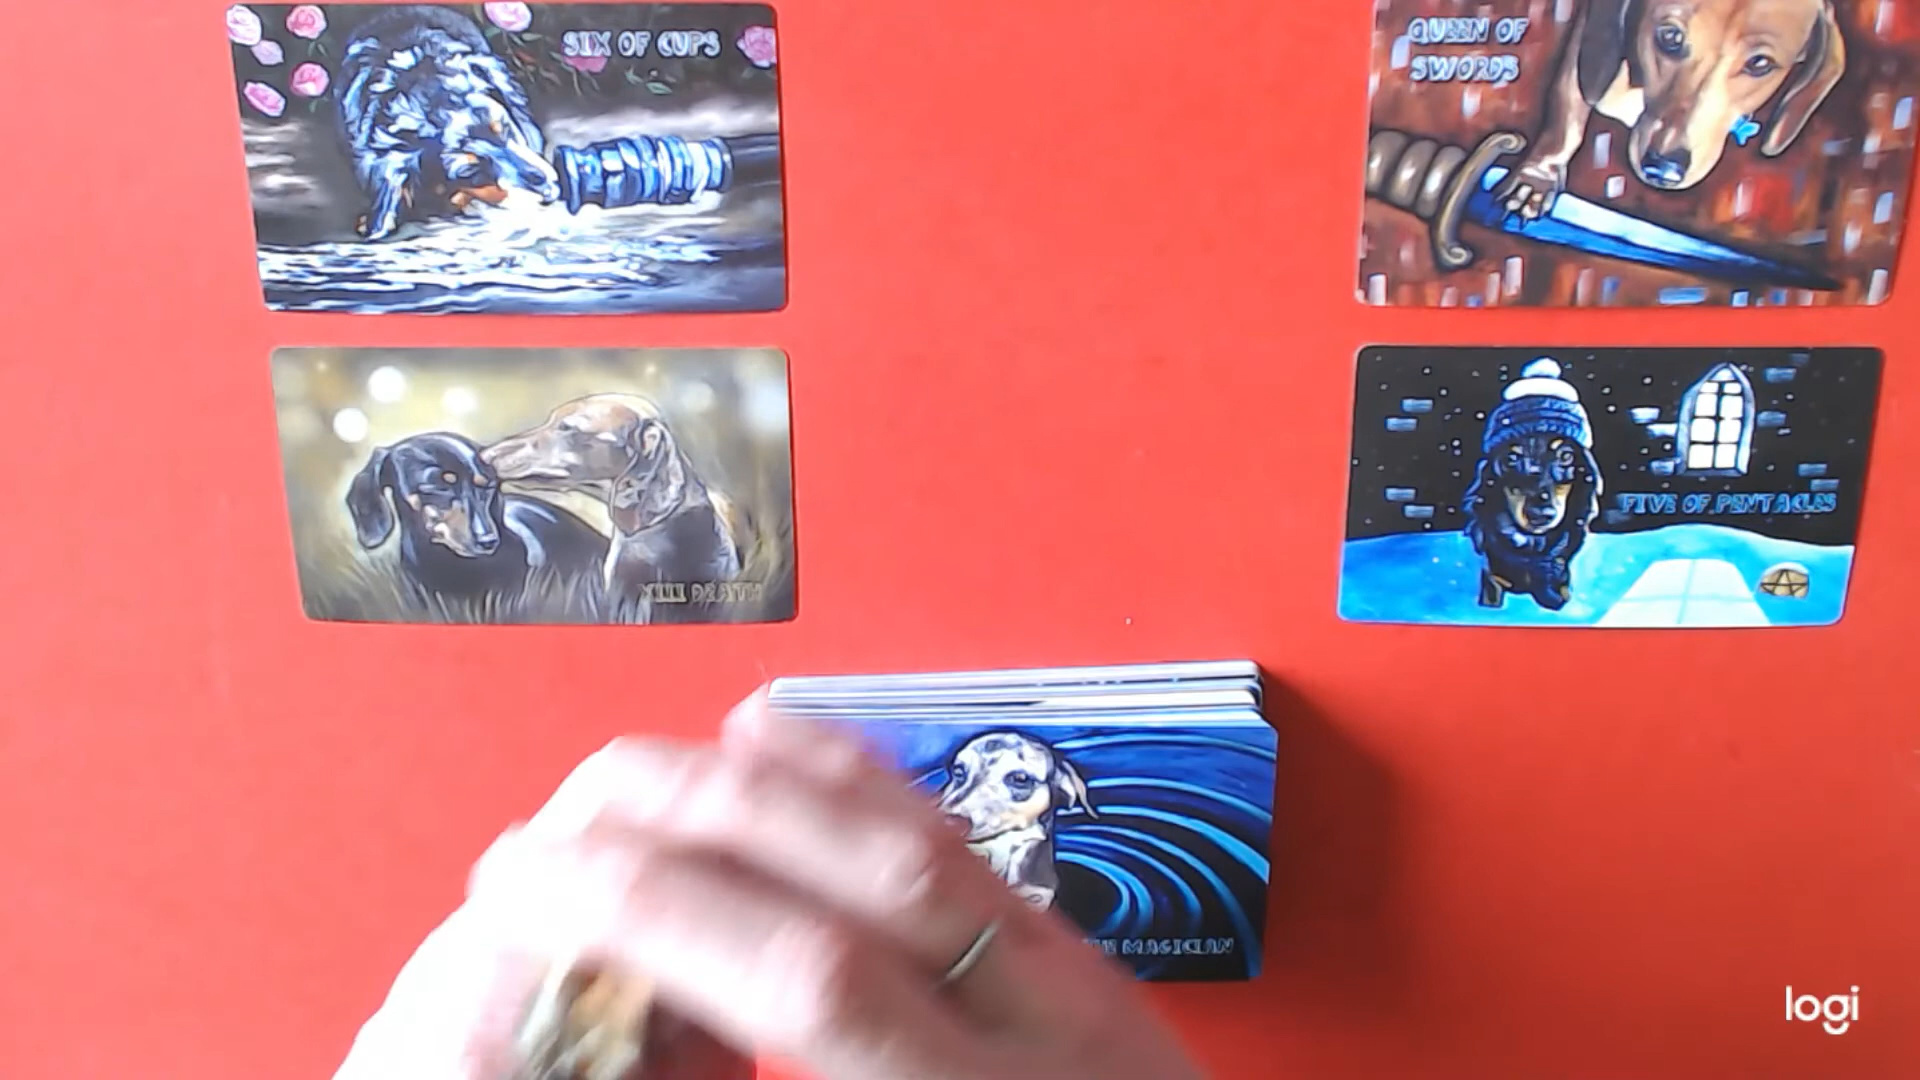 SIX OF CUPS
QUEEN OF
SWORDS
XIII DEATH
FIVE OF PENTACLES
MAGICIAN
logi